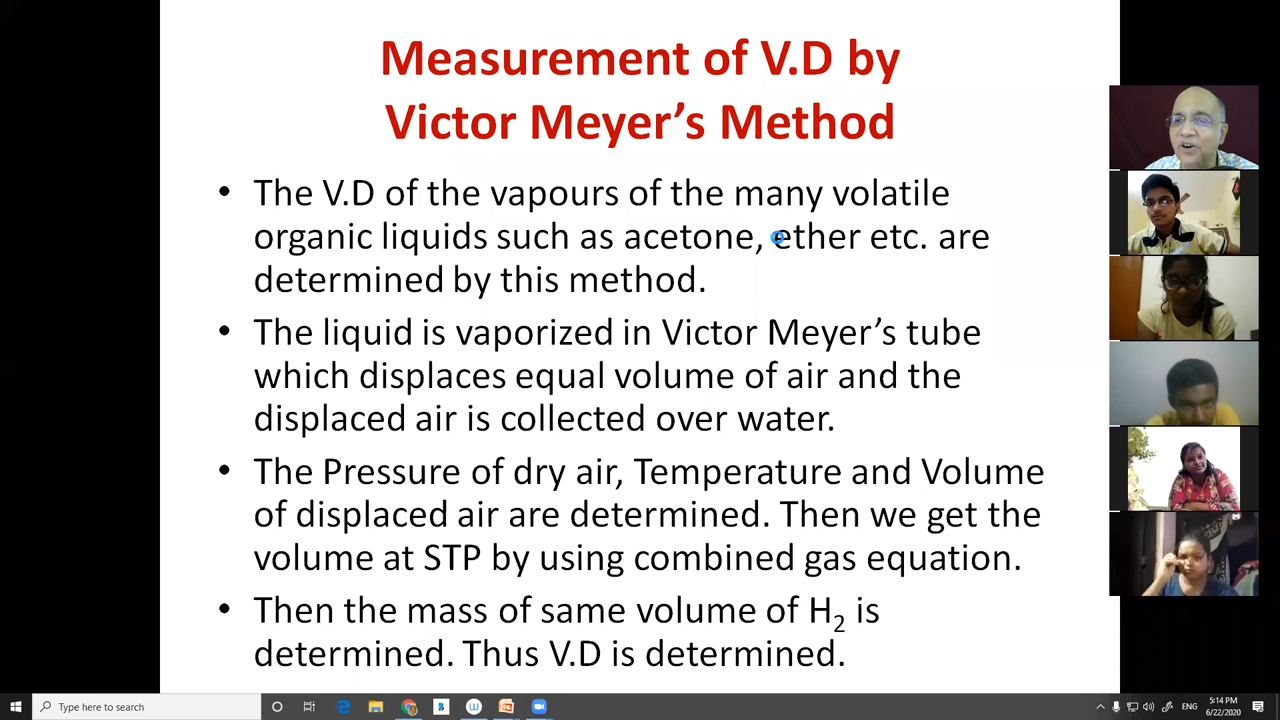 Measurement of V.D by
Victor Meyer’s Method
• The V.D of the vapours of the many volatile
organic liquids such as acetone, ether etc. are
determined by this method.
• The liquid is vaporized in Victor Meyer’s tube
which displaces equal volume of air and the
displaced air is collected over water.
• The Pressure of dry air, Temperature and Volume
of displaced air are determined. Then we get the
volume at STP by using combined gas equation.
• Then the mass of same volume of H₂ is
determined. Thus V.D is determined.
Type here to search
ENG
5:14 PM
6/22/2020